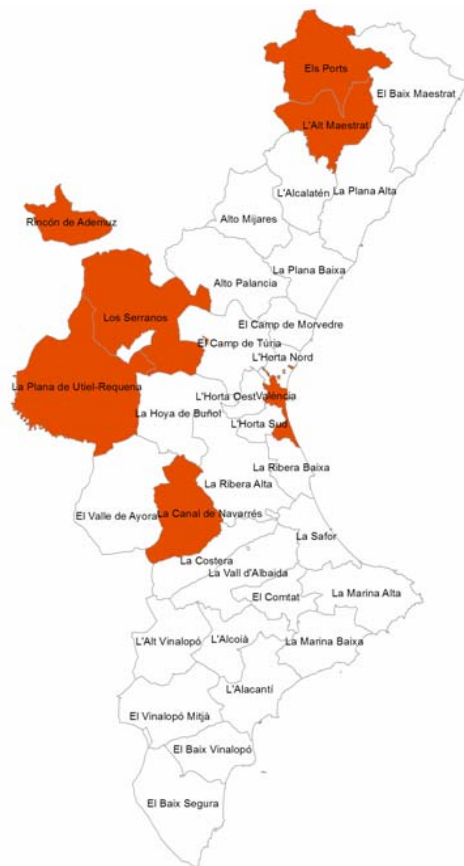 Els Ports
El Baix Maestrat
L'Alt Maestrat
L'Alcalatén
La Plana Alta
Alto Mijares
Rincón de Ademuz
La Plana Baixa
Alto Palancia
Los Serranos
El Camp de Morvedre
El Camp de Túria
L'Horta Nord
La Plana de Utiel-Requena
L'Horta Oest
València
La Hoya de Buñol
L'Horta Sud
La Ribera Baixa
La Ribera Alta
El Valle de Ayora
La Canal de Navarrés
La Safor
La Costera
La Vall d'Albaida
La Marina Alta
El Comtat
L'Alt Vinalopó
L'Alcoià
La Marina Baixa
L'Alacantí
El Vinalopó Mitjà
El Baix Vinalopó
El Baix Segura